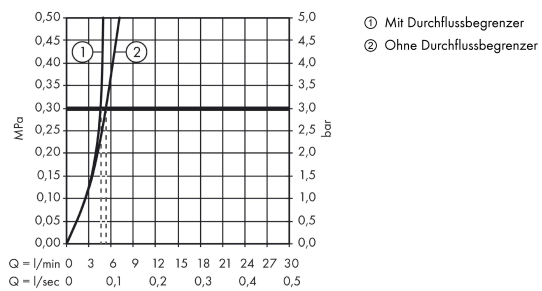 0,50 5,0 ① Mit Durchflussbegrenzer
0,45 4,5 ② Ohne Durchflussbegrenzer
① ②
0,40 4,0
0,35 3,5
0,30 3,0
MPa bar
0,25 2,5
0,20 2,0
0,15 1,5
0,10 1,0
0,05 0,5
0,00 0,0
Q = l/min 0 3 6 9 12 15 18 21 24 27 30
Q = l/sec 0 0,1 0,2 0,3 0,4 0,5